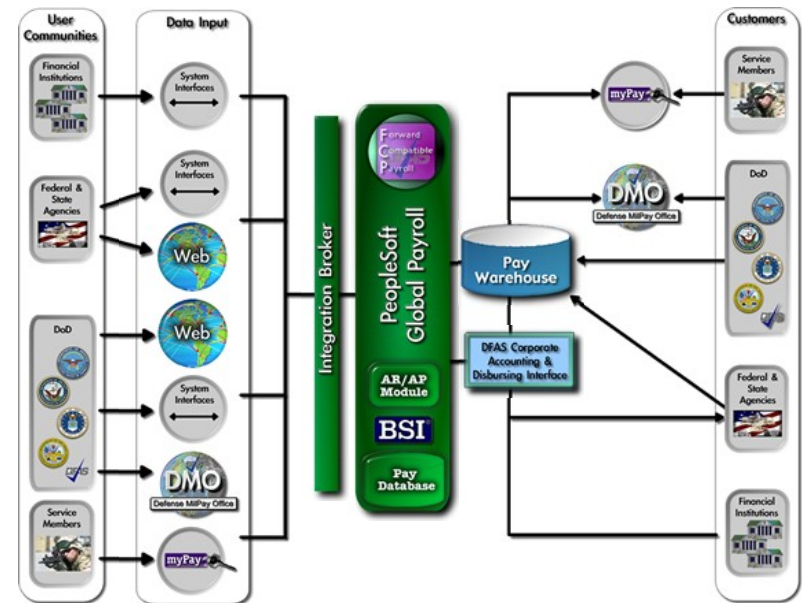 User
Communities
Financial
Institutions
Federal &
State
Agencies
DoD
DFAS
Service
Members
Data Input
System
Interfaces
System
Interfaces
Web
Web
System
Interfaces
DMO
Defense MilPay Office
myPay
Integration Broker
Forward
Compatible
Payroll
PeopleSoft
Global Payroll
AR/AP
Module
BSI
Pay
Database
Pay
Warehouse
DFAS Corporate
Accounting &
Disbursing Interface
myPay
DMO
Defense MilPay Office
Customers
Service
Members
DoD
Federal &
State
Agencies
Financial
Institutions